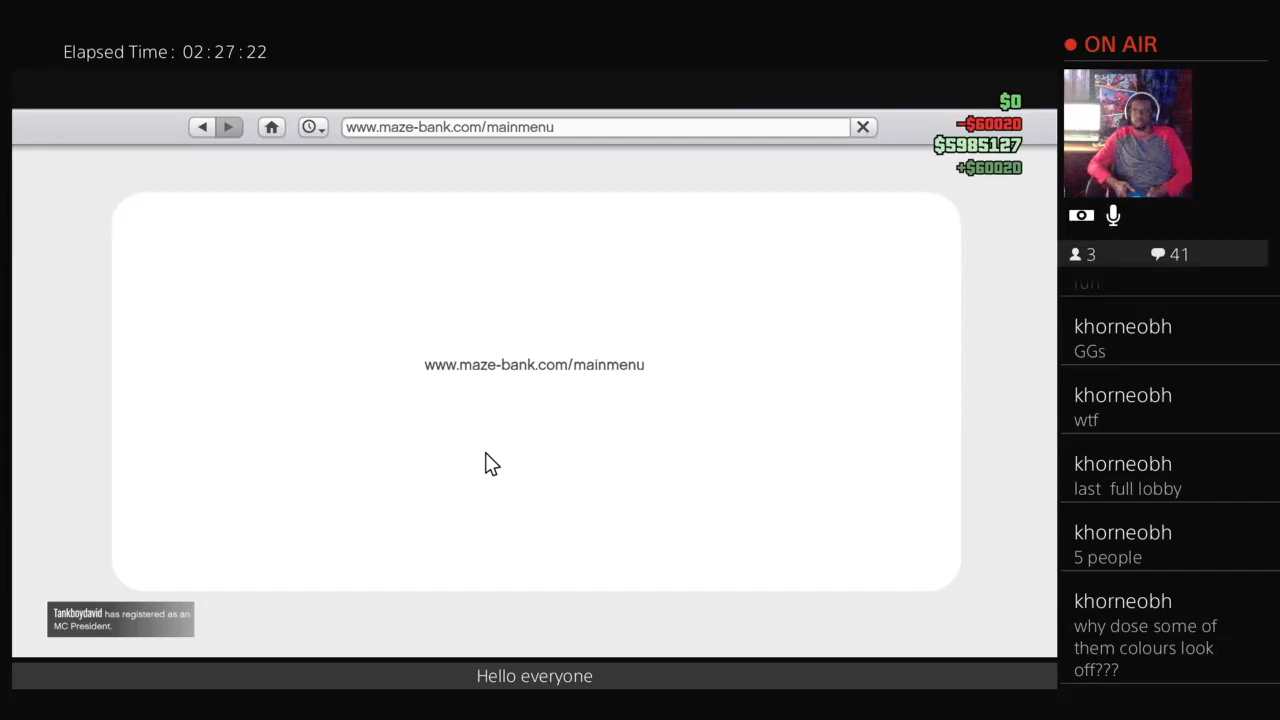 Elapsed Time: 02:27:22
ON AIR
www.maze-bank.com/mainmenu
$0
-$60020
$5985127
+$60020
3
41
www.maze-bank.com/mainmenu
khorneobh
GGs
khorneobh
wtf
khorneobh
last full lobby
khorneobh
5 people
khorneobh
why dose some of
them colours look
off???
Tankboydavid has registered as an
MC President.
Hello everyone